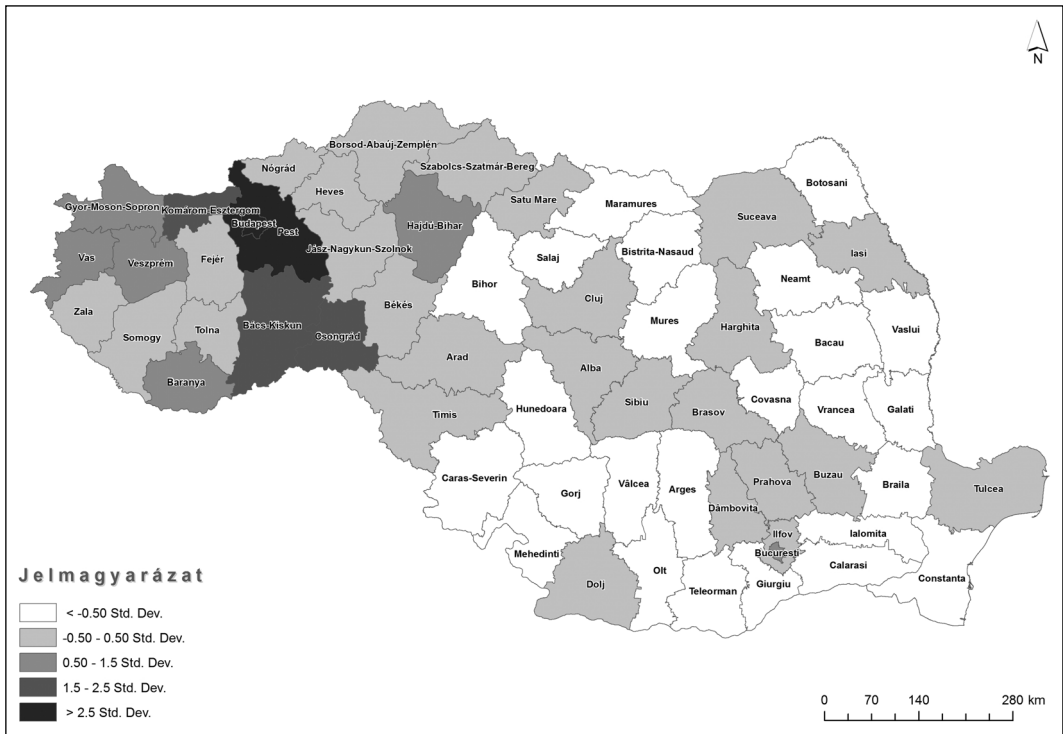 N
Borsod-Abaúj-Zemplén
Szabolcs-Szatmár-Bereg
Nógrád
Heves
Satu Mare
Maramures
Botosani
Gyor-Moson-Sopron
Komárom-Esztergom
Budapest
Pest
Hajdu-Bihar
Suceava
Jász-Nagykun-Szolnok
Vas
Veszprém
Fejér
Salaj
Bistrita-Nasaud
Iasi
Bihor
Neamt
Cluj
Zala
Békés
Somogy
Tolna
Bács-Kiskun
Csongrád
Mures
Harghita
Bacau
Vaslui
Arad
Alba
Baranya
Timis
Hunedoara
Sibiu
Brasov
Covasna
Vrancea
Galati
Caras-Severin
Gorj
Vâlcea
Arges
Prahova
Buzau
Braila
Tulcea
Dâmbovita
Ilfov
Ialomita
Mehedinti
Bucuresti
Calarasi
Dolj
Olt
Teleorman
Giurgiu
Constanta
Jelmagyarázat
< -0.50 Std. Dev.
-0.50 - 0.50 Std. Dev.
0.50 - 1.5 Std. Dev.
1.5 - 2.5 Std. Dev.
> 2.5 Std. Dev.
0 70 140 280 km